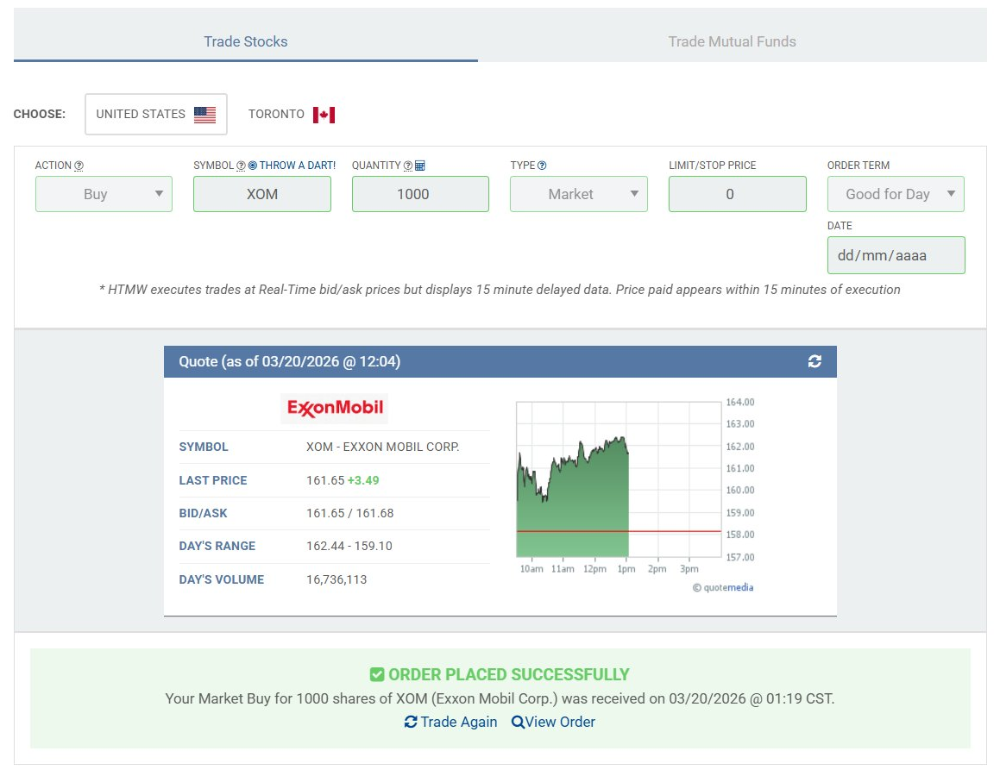 Trade Stocks
Trade Mutual Funds
CHOOSE:
UNITED STATES
TORONTO
ACTION
SYMBOL THROW A DART!
QUANTITY
TYPE
LIMIT/STOP PRICE
ORDER TERM
Buy
XOM
1000
Market
0
Good for Day
DATE
dd/mm/aaaa
* HTMW executes trades at Real-Time bid/ask prices but displays 15 minute delayed data. Price paid appears within 15 minutes of execution
Quote (as of 03/20/2026 @ 12:04)
ExxonMobil
SYMBOL XOM - EXXON MOBIL CORP.
LAST PRICE 161.65 +3.49
BID/ASK 161.65 / 161.68
DAY'S RANGE 162.44 - 159.10
DAY'S VOLUME 16,736,113
164.00
163.00
162.00
161.00
160.00
159.00
158.00
157.00
10am 11am 12pm 1pm 2pm 3pm
© quotemedia
ORDER PLACED SUCCESSFULLY
Your Market Buy for 1000 shares of XOM (Exxon Mobil Corp.) was received on 03/20/2026 @ 01:19 CST.
Trade Again View Order